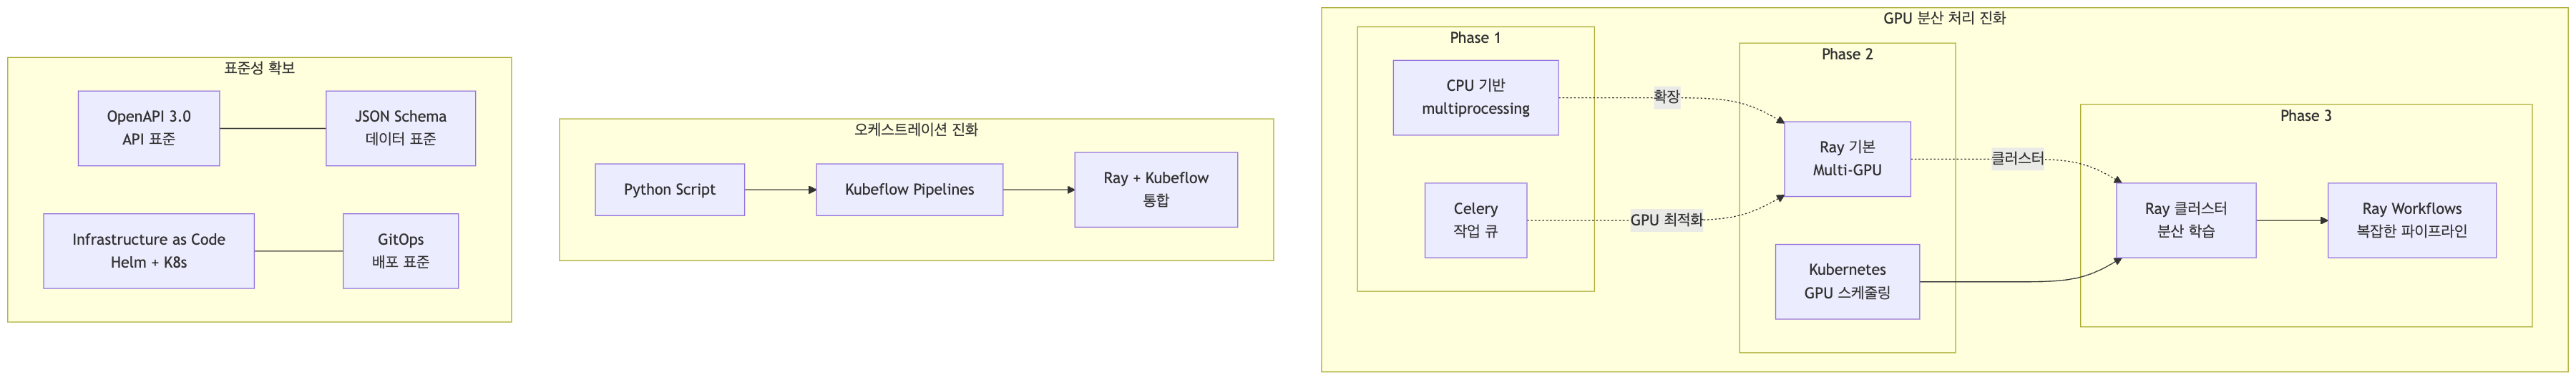 표준성 확보
OpenAPI 3.0
API 표준
JSON Schema
데이터 표준
Infrastructure as Code
Helm + K8s
GitOps
배포 표준
오케스트레이션 진화
Python Script
Kubeflow Pipelines
Ray + Kubeflow
통합
GPU 분산 처리 진화
Phase 1
CPU 기반
multiprocessing
Celery
작업 큐
확장
GPU 최적화
Phase 2
Ray 기본
Multi-GPU
Kubernetes
GPU 스케줄링
클러스터
Phase 3
Ray 클러스터
분산 학습
Ray Workflows
복잡한 파이프라인